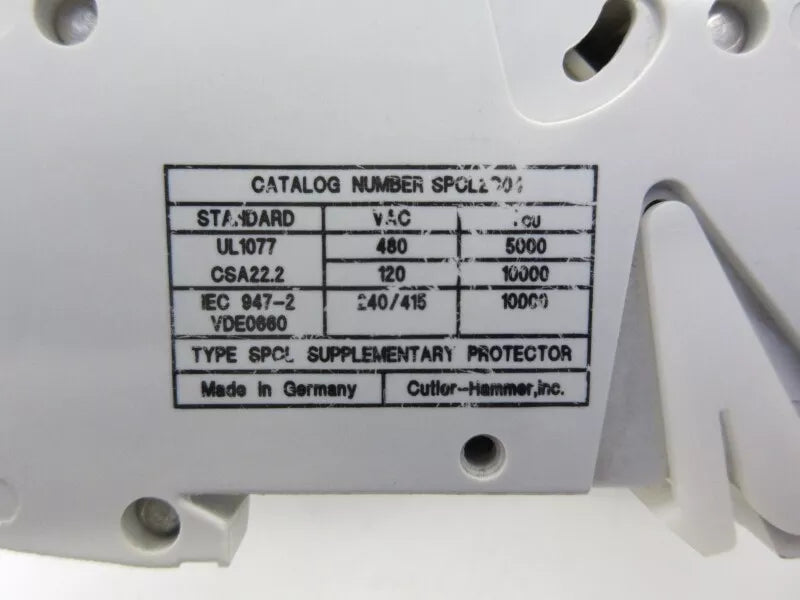 CATALOG NUMBER
STANDARD VAC
UL1077 480 5000
CSA22.2 120 10000
IEC 947-2 240/415 10000
VDE0660
TYPE SPCL SUPPLEMENTARY PROTECTOR
Made in Germany Cutler-Hammer,Inc.